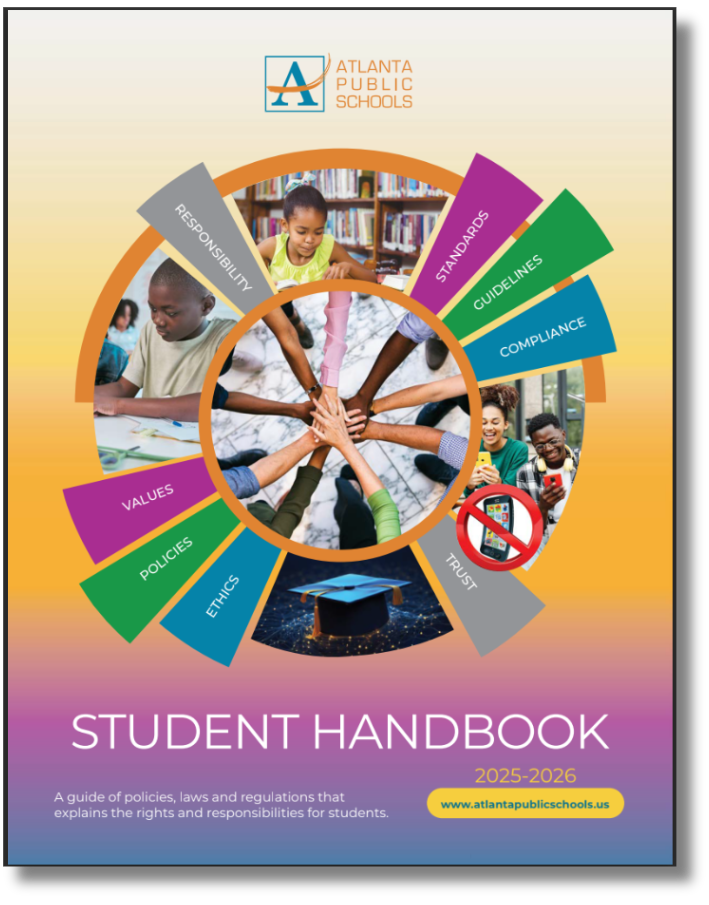 A
ATLANTA
PUBLIC
SCHOOLS
RESPONSIBILITY
STANDARDS
GUIDELINES
COMPLIANCE
VALUES
POLICIES
ETHICS
TRUST
STUDENT HANDBOOK
2025-2026
A guide of policies, laws and regulations that
explains the rights and responsibilities for students.
www.atlantapublicschools.us